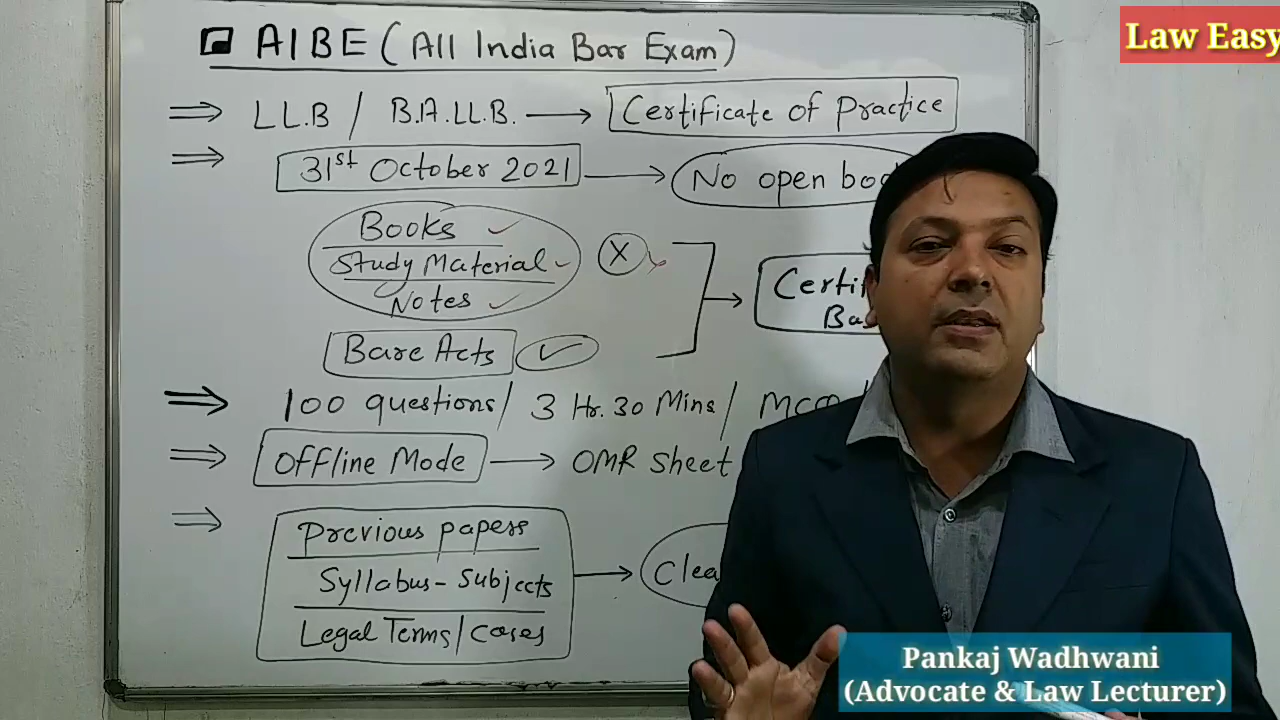 AIBE (All India Bar Exam)
Law Easy
⇒ LL.B / B.A.LL.B. → Certificate of Practice
⇒ 31st October 2021 → No open
Books ✓
Study Material ✓
Notes ✓
X
Bare Acts ✓
⇒ 100 questions / 3 Hr. 30 Mins / MCQ
⇒ Offline Mode → OMR Sheet
⇒ Previous papers
Syllabus - Subjects
Legal Terms / Cases
Pankaj Wadhwani
(Advocate & Law Lecturer)